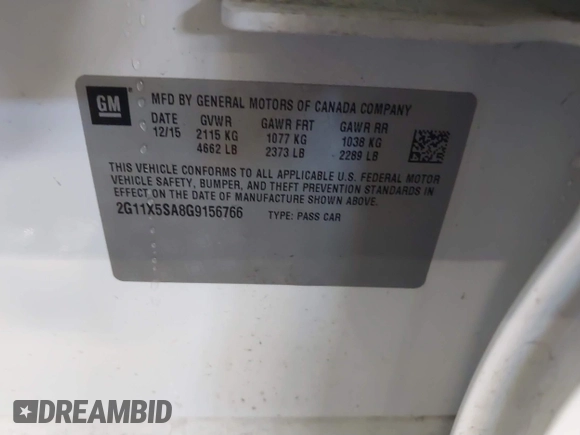 GM
MFD BY GENERAL MOTORS OF CANADA COMPANY
DATE GVWR GAWR FRT GAWR RR
12/15 2115 KG 1077 KG 1038 KG
4662 LB 2373 LB 2289 LB
THIS VEHICLE CONFORMS TO ALL APPLICABLE U.S. FEDERAL MOTOR
VEHICLE SAFETY, BUMPER, AND THEFT PREVENTION STANDARDS IN
EFFECT ON THE DATE OF MANUFACTURE SHOWN ABOVE.
2G11X5SA8G9156766 TYPE: PASS CAR
DREAMBID